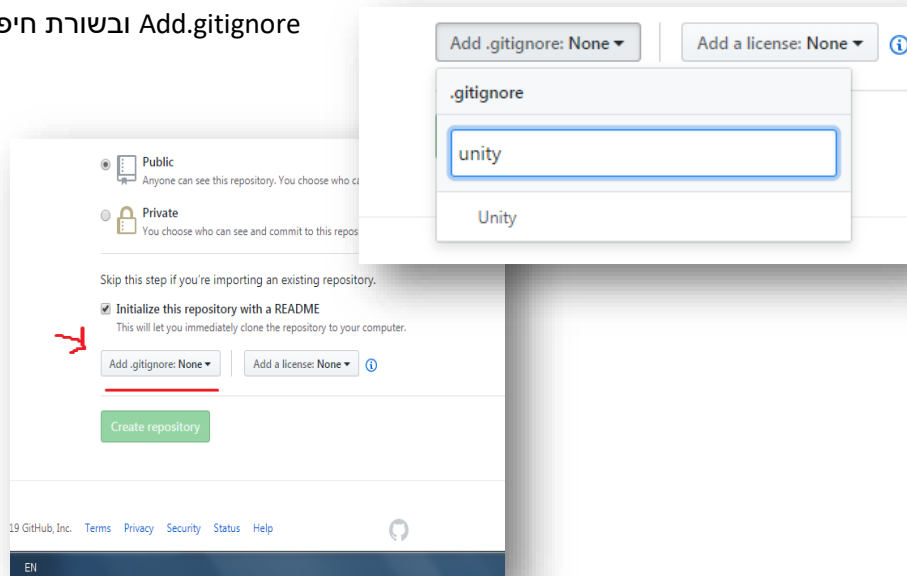 Add.gitignore ובשורת
Add .gitignore: None
Add a license: None
.gitignore
unity
Unity
Public
Anyone can see this repository. You choose who
Private
You choose who can see and commit to this
Skip this step if you're importing an existing repository.
Initialize this repository with a README
This will let you immediately clone the repository to your computer.
Add .gitignore: None
Add a license: None
Create repository
19 GitHub, Inc. Terms Privacy Security Status Help
EN